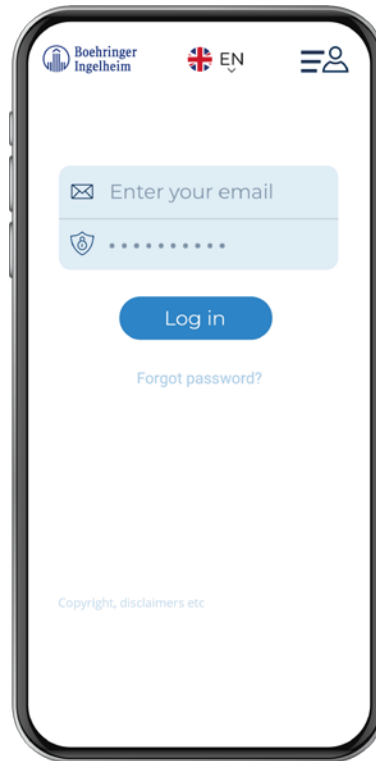 Boehringer
Ingelheim
EN
Enter your email
Log in
Forgot password?
Copyright, disclaimers etc